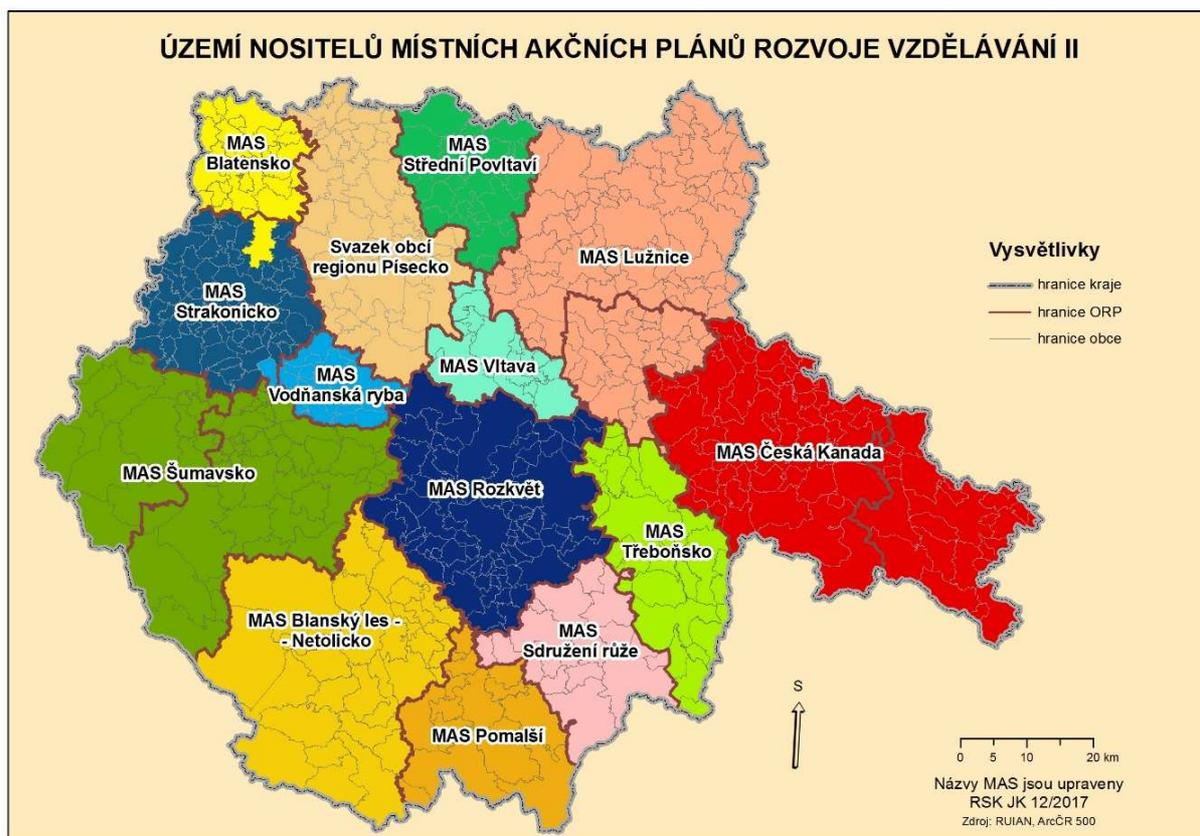 ÚZEMÍ NOSITELŮ MÍSTNÍCH AKČNÍCH PLÁNŮ ROZVOJE VZDĚLÁVÁNÍ II
MAS
Blatensko
MAS
Střední Povltaví
Svazek obcí
regionu Písecko
MAS Lužnice
MAS
Strakonicko
MAS
Vodňanská ryba
MAS Vltava
MAS Šumavsko
MAS Rozkvět
MAS Česká Kanada
MAS
Třeboňsko
MAS Blanský les -
- Netolicko
MAS
Sdružení růže
MAS Pomalší
Vysvětlivky
hranice kraje
hranice ORP
hranice obce
S
0 5 10 20 km
Názvy MAS jsou upraveny
RSK JK 12/2017
Zdroj: RUIAN, ArcČR 500